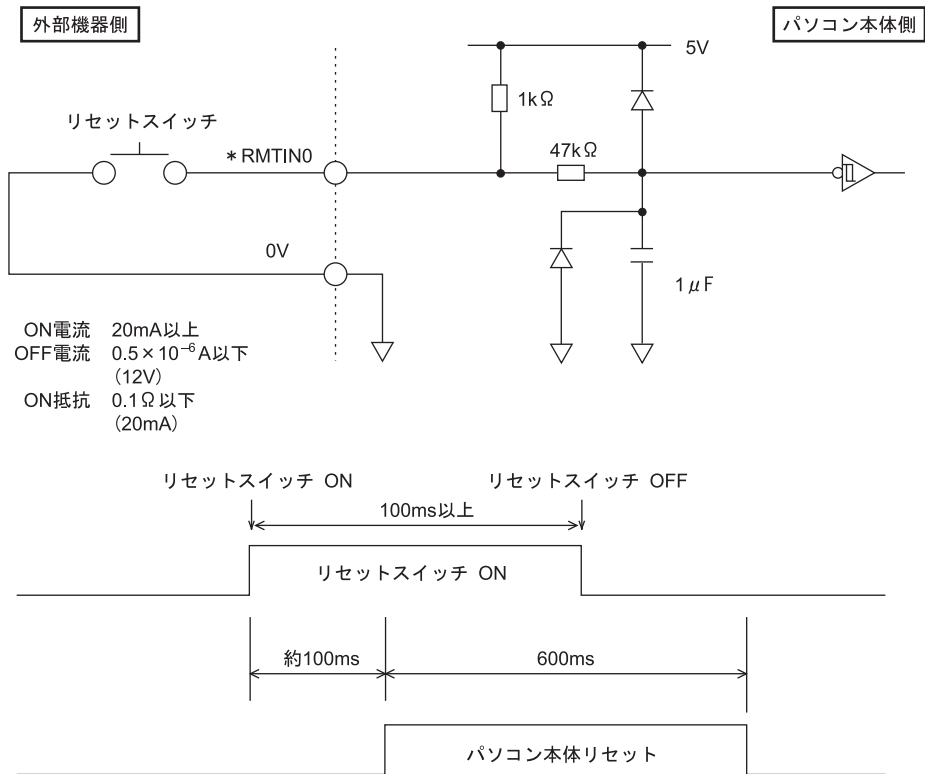 外部機器側
パソコン本体側
5V
1kΩ
リセットスイッチ
47kΩ
＊RMTIN0
0V
1μF
ON電流 20mA以上
OFF電流 0.5×10⁻⁶A以下
(12V)
ON抵抗 0.1Ω以下
(20mA)
リセットスイッチ ON
リセットスイッチ OFF
100ms以上
リセットスイッチ ON
約100ms
600ms
パソコン本体リセット